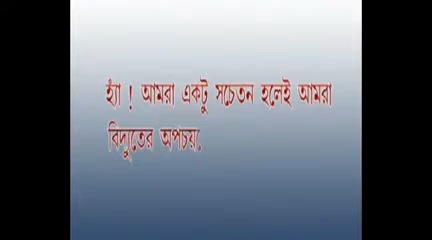 হ্যাঁ ! আমরা একটু সচেতন হলেই আমরা
বিদ্যুতের অপচয়